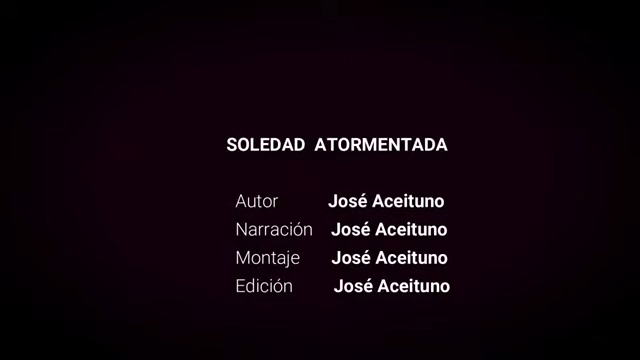 SOLEDAD ATORMENTADA
Autor José Aceituno
Narración José Aceituno
Montaje José Aceituno
Edición José Aceituno